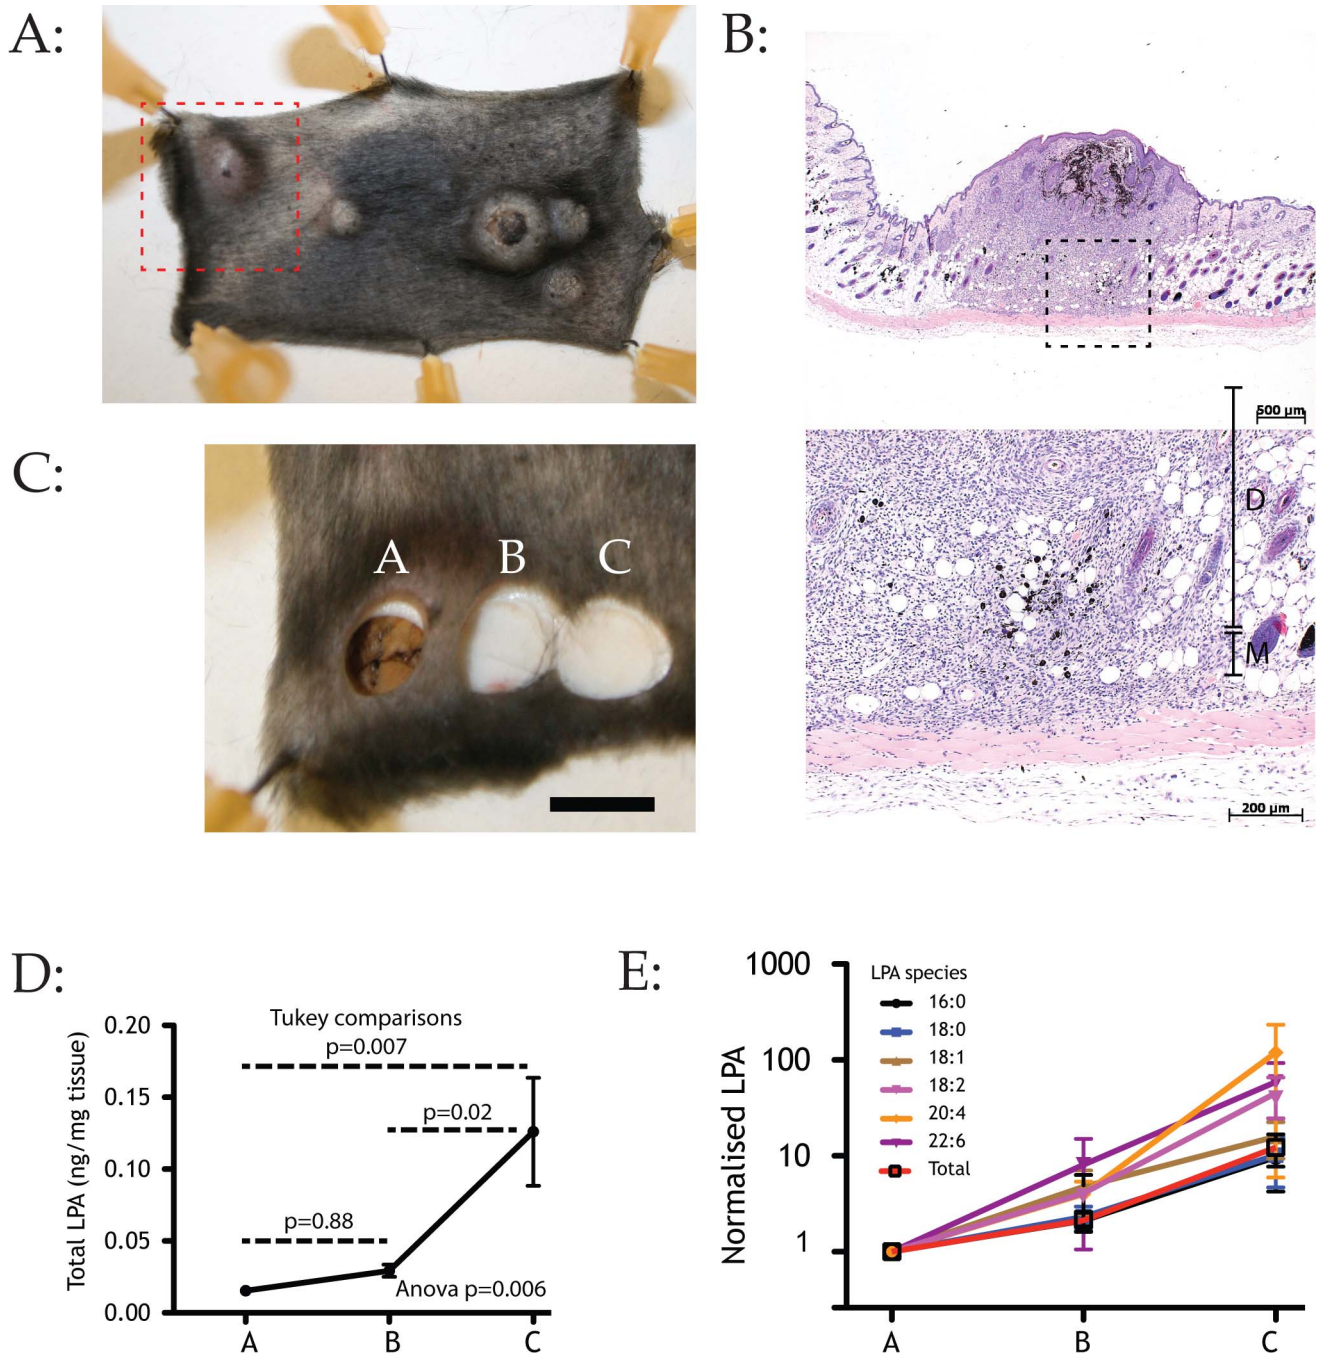 A:
B:
500 µm
D
M
200 µm
C:
A B C
D:
Total LPA (ng/mg tissue)
0.20
0.15
0.10
0.05
0.00
Tukey comparisons
p=0.007
p=0.02
p=0.88
Anova p=0.006
A B C
E:
Normalised LPA
1000
100
10
1
LPA species
16:0
18:0
18:1
18:2
20:4
22:6
Total
A B C